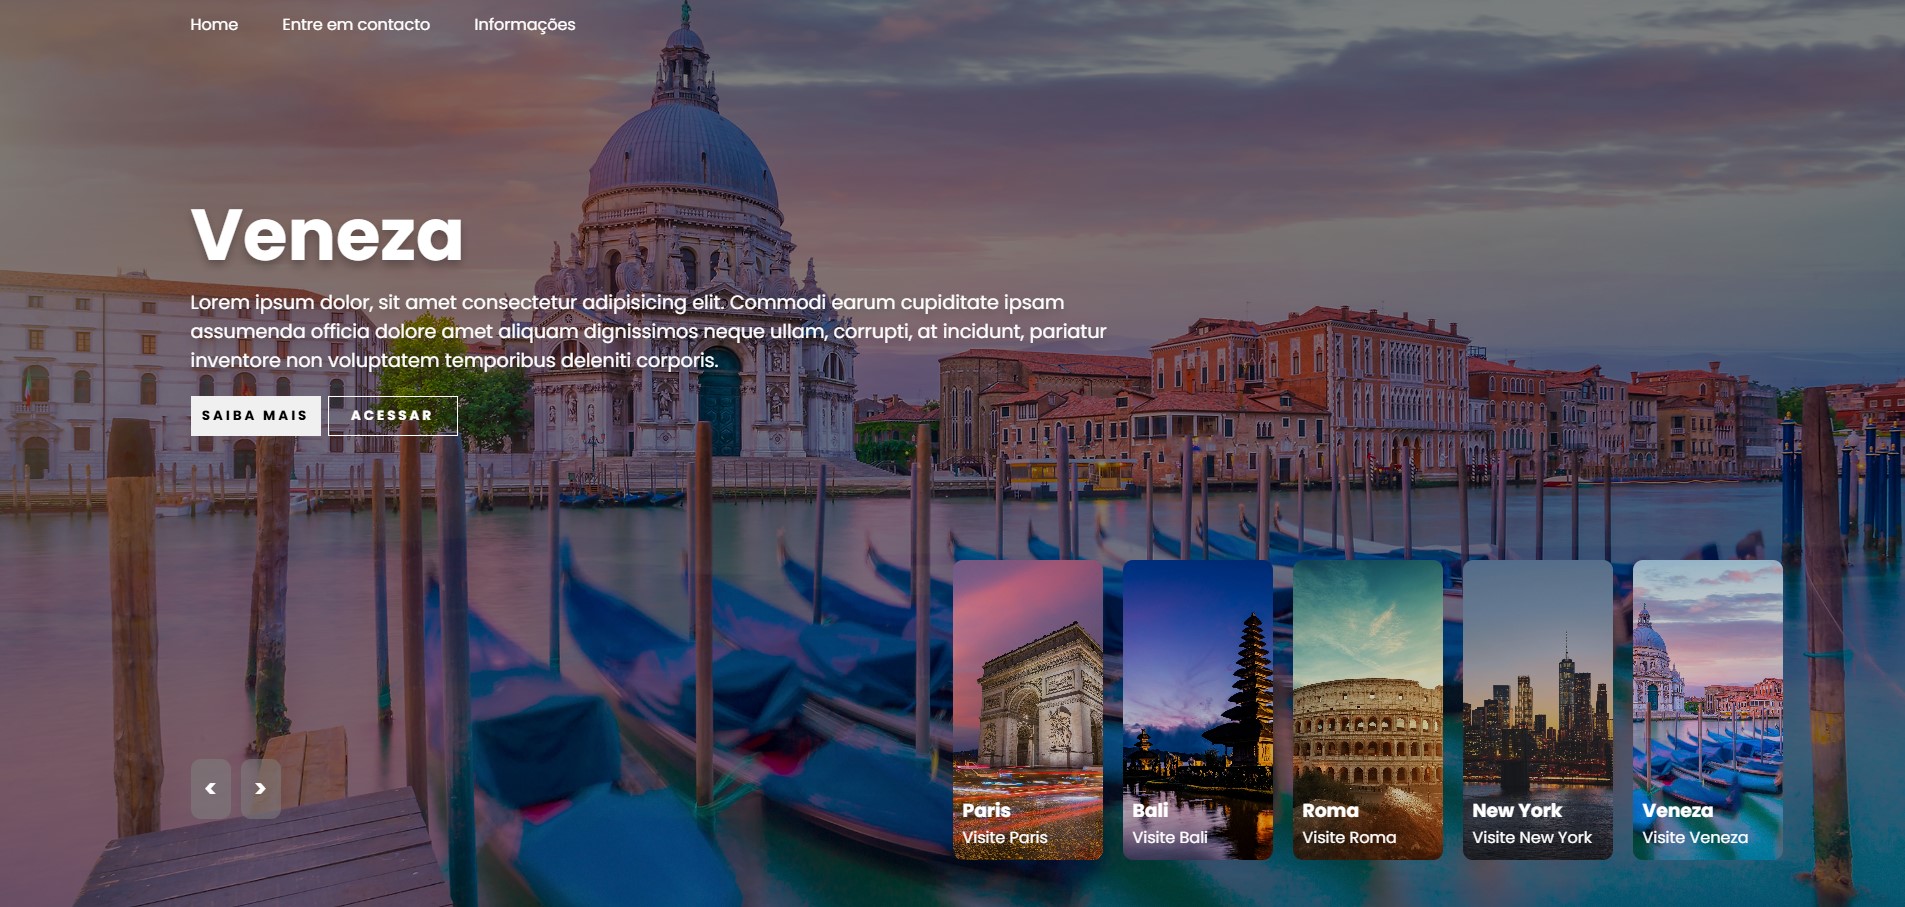 Home Entre em contacto Informações
Veneza
Lorem ipsum dolor, sit amet consectetur adipisicing elit. Commodi earum cupiditate ipsam
assumenda officia dolore amet aliquam dignissimos neque ullam, corrupti, at incidunt, pariatur
inventore non voluptatem temporibus deleniti corporis.
SAIBA MAIS ACESSAR
< >
Paris
Visite Paris
Bali
Visite Bali
Roma
Visite Roma
New York
Visite New York
Veneza
Visite Veneza